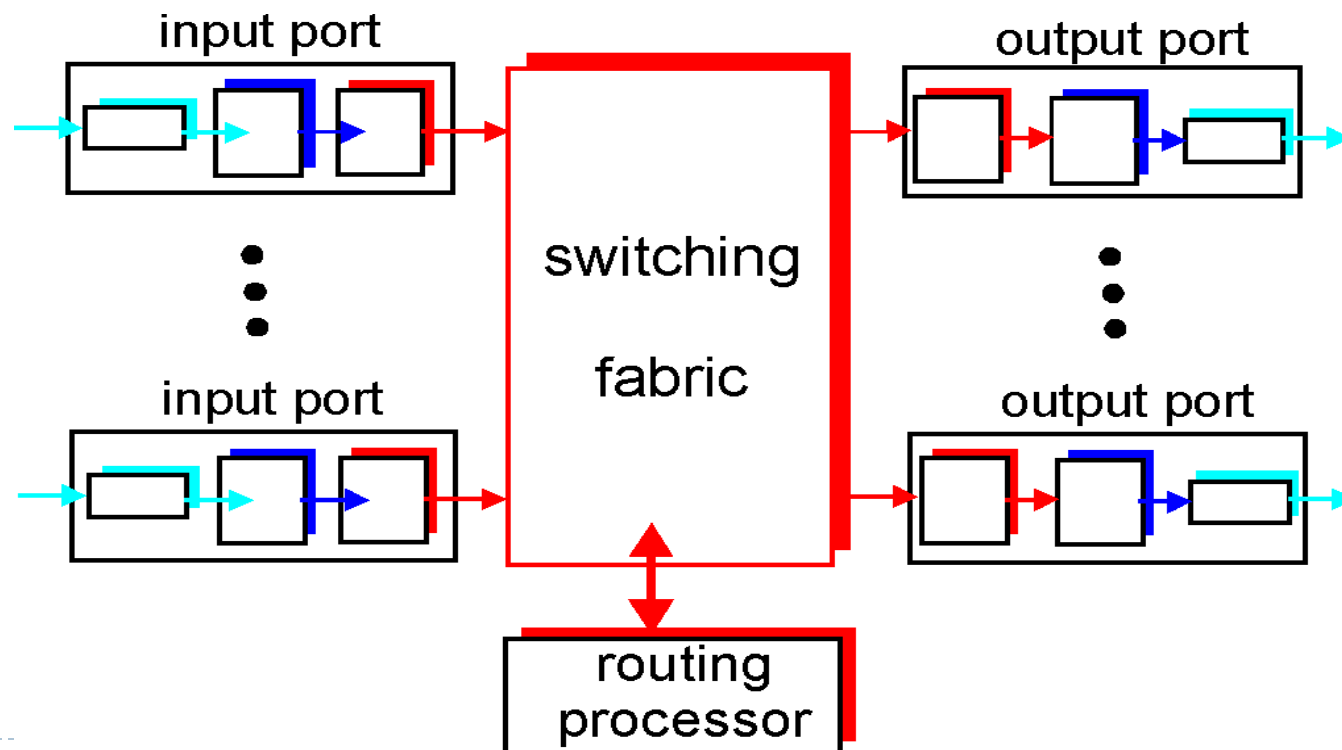 input port
output port
switching
fabric
input port
output port
routing
processor